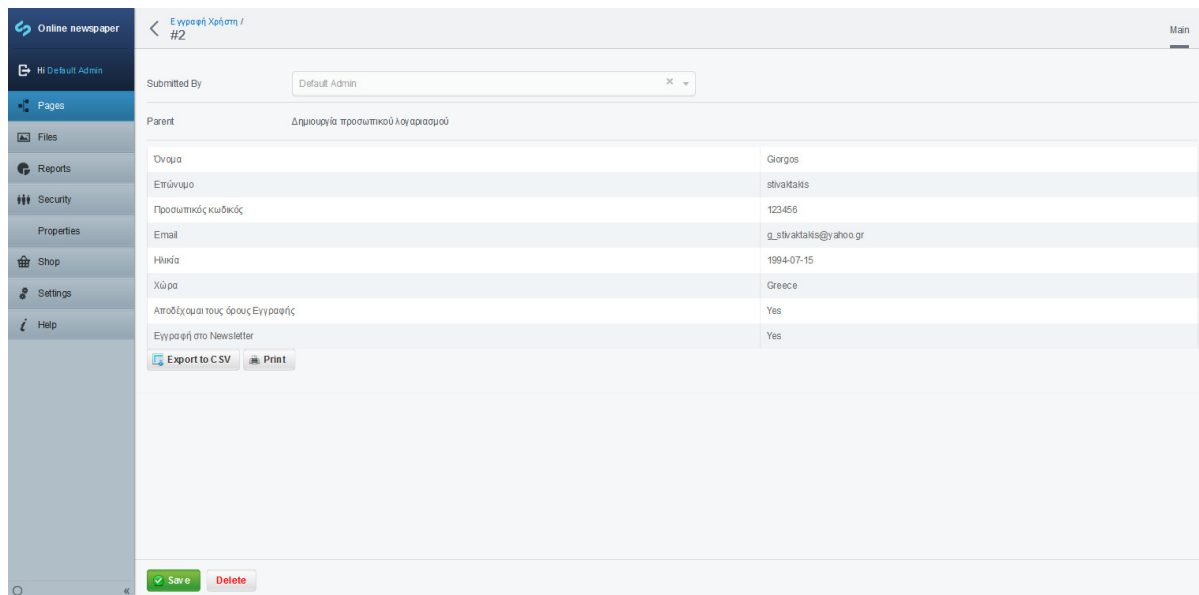 Online newspaper
Hi Default Admin
Pages
Files
Reports
Security
Properties
Shop
Settings
Help
«
Εγγραφή Χρήστη /
#2
Main
Submitted By Default Admin
Parent Δημιουργία προσωπικού λογαριασμού
Όνομα Giorgos
Επώνυμο stivaktakis
Προσωπικός κωδικός 123456
Email g_stivaktakis@yahoo.gr
Ηλικία 1994-07-15
Χώρα Greece
Αποδέχομαι τους όρους Εγγραφής Yes
Εγγραφή στο Newsletter Yes
Export to CSV Print
Save Delete